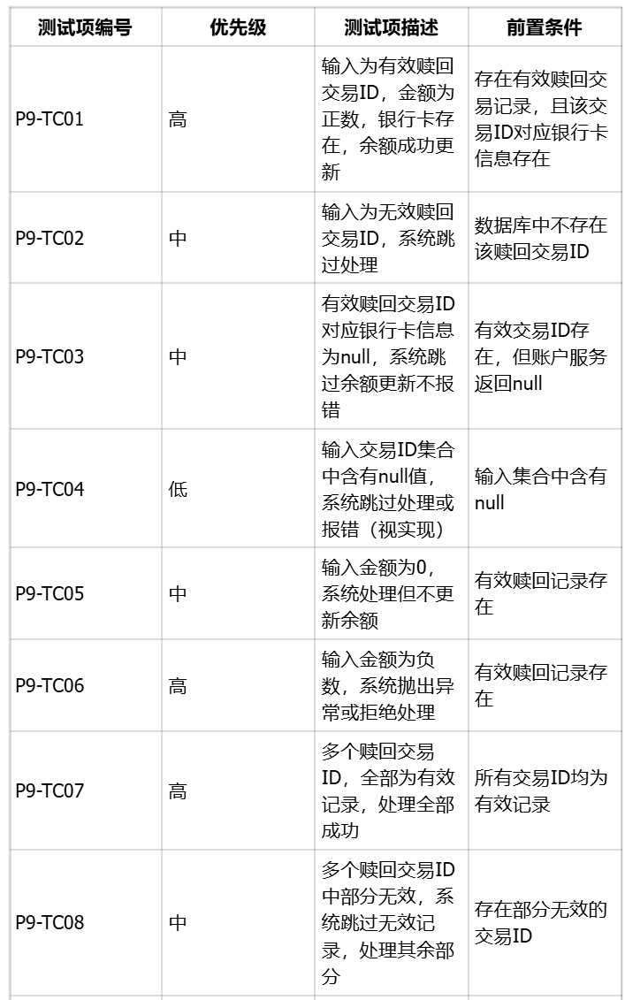 测试项编号 优先级 测试项描述 前置条件
P9-TC01 高
输入为有效赎回
交易ID，金额为
正数，银行卡存
在，余额成功更
新
存在有效赎回交
易记录，且该交
易ID对应银行卡
信息存在
P9-TC02 中
输入为无效赎回
交易ID，系统跳
过处理
数据库中不存在
该赎回交易ID
P9-TC03 中
有效赎回交易ID
对应银行卡信息
为null，系统跳
过余额更新不报
错
有效交易ID存
在，但账户服务
返回null
P9-TC04 低
输入交易ID集合
中含有null值，
系统跳过处理或
报错（视实现）
输入集合中含有
null
P9-TC05 中
输入金额为0，
系统处理但不更
新余额
有效赎回记录存
在
P9-TC06 高
输入金额为负
数，系统抛出异
常或拒绝处理
有效赎回记录存
在
P9-TC07 高
多个赎回交易
ID，全部为有效
记录，处理全部
成功
所有交易ID均为
有效记录
P9-TC08 中
多个赎回交易ID
中部分无效，系
统跳过无效记
录，处理其余部
分
存在部分无效的
交易ID